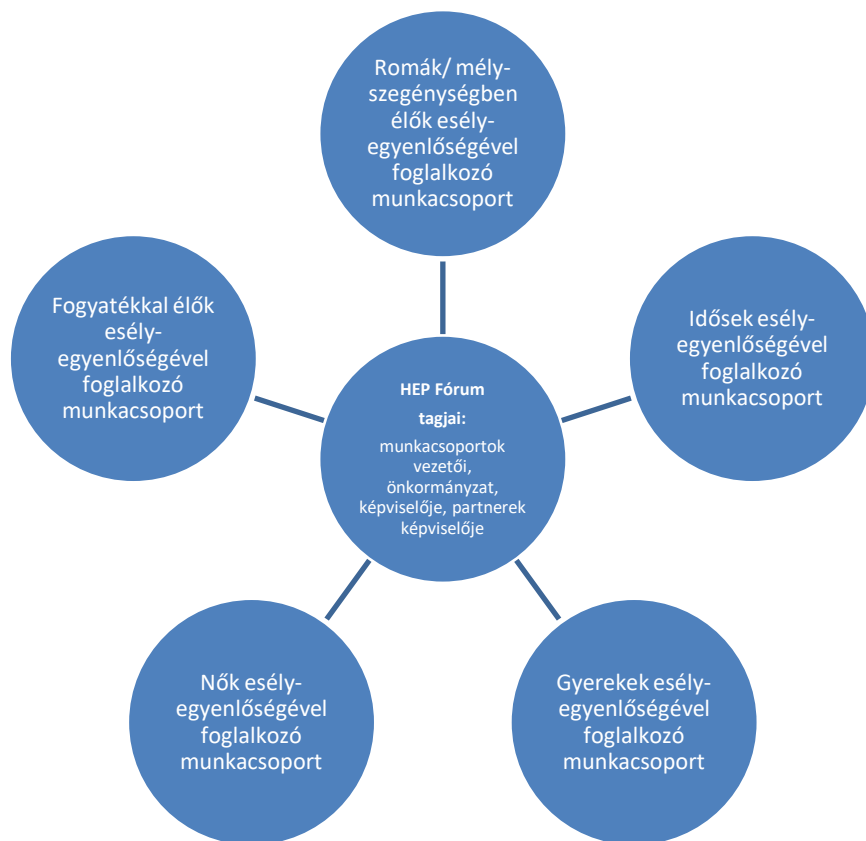 Romák/ mély-
szegénységben
élők esély-
egyenlőségével
foglalkozó
munkacsoport
Fogyatékkal élők
esély-
egyenlőségével
foglalkozó
munkacsoport
Idősek esély-
egyenlőségével
foglalkozó
munkacsoport
HEP Fórum
tagjai:
munkacsoportok
vezetői,
önkormányzat,
képviselője, partnerek
képviselője
Nők esély-
egyenlőségével
foglalkozó
munkacsoport
Gyerekek esély-
egyenlőségével
foglalkozó
munkacsoport